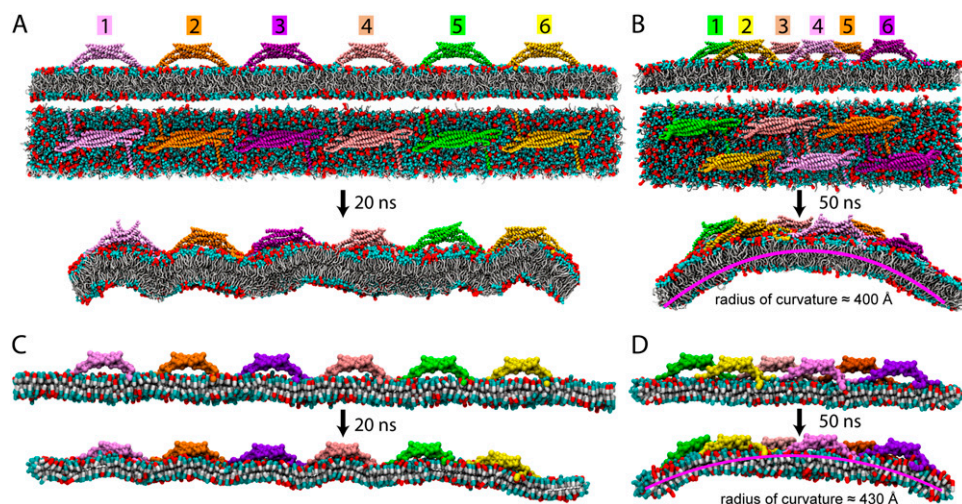 A 1 2 3 4 5 6
20 ns
B 1 2 3 4 5 6
50 ns
radius of curvature ≈ 400 Å
C
20 ns
D
50 ns
radius of curvature ≈ 430 Å